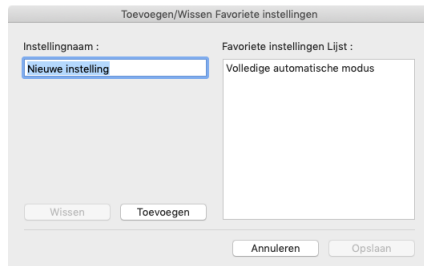 Toevoegen/Wissen Favoriete instellingen
Instellingnaam :
Nieuwe instelling
Favoriete instellingen Lijst :
Volledige automatische modus
Wissen
Toevoegen
Annuleren
Opslaan